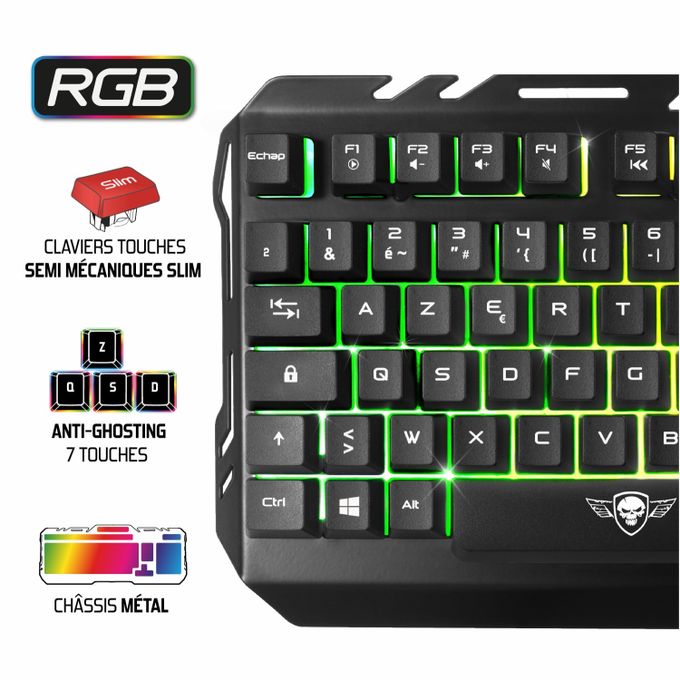 RGB
Slim
CLAVIERS TOUCHES
SEMI MÉCANIQUES SLIM
Z
Q S D
ANTI-GHOSTING
7 TOUCHES
CHÂSSIS MÉTAL
Echap F1 F2 F3 F4 F5
2 1 & 2 é ~ 3 " # 4 ' { 5 ( [ 6 - |
A Z E € R T
Q S D F G
< > W X C V B
Ctrl Alt